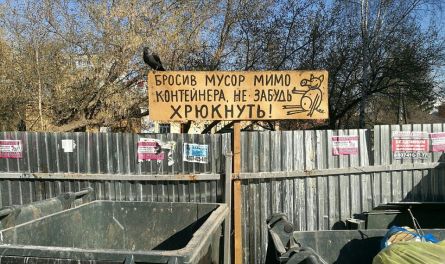 БРОСИВ МУСОР МИМО
КОНТЕЙНЕРА, НЕ ЗАБУДЬ
ХРЮКНУТЬ!